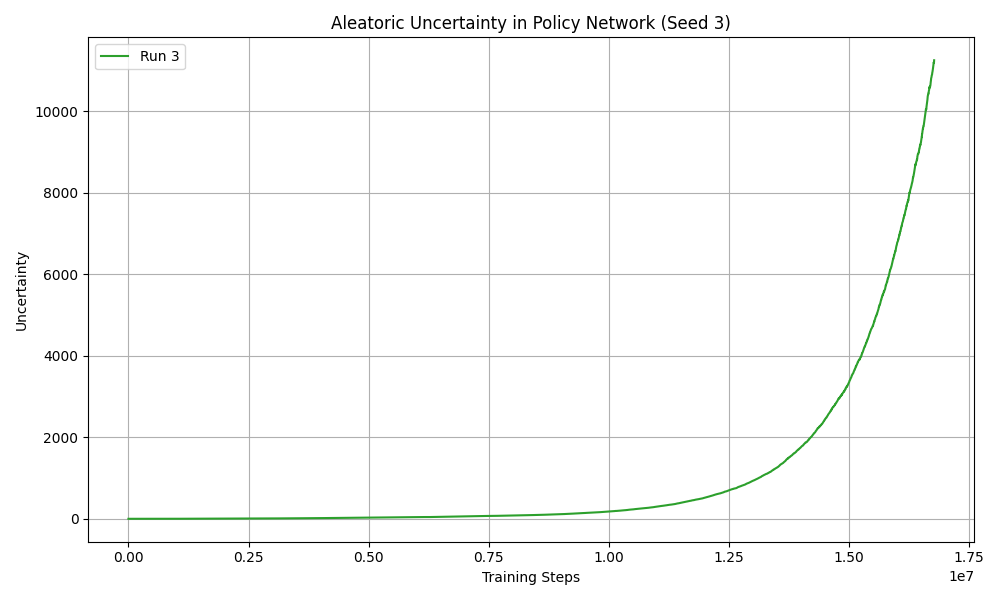 Aleatoric Uncertainty in Policy Network (Seed 3)
Run 3
10000
8000
6000
4000
2000
0
Uncertainty
0.00 0.25 0.50 0.75 1.00 1.25 1.50 1.75
1e7
Training Steps